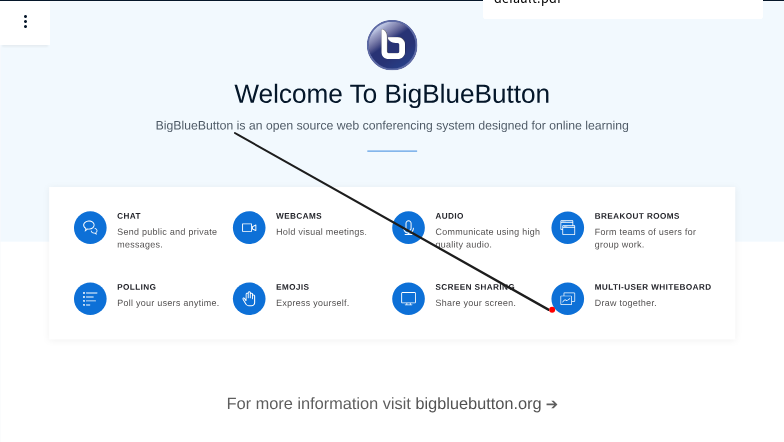 default.pdf
Welcome To BigBlueButton
BigBlueButton is an open source web conferencing system designed for online learning
CHAT
Send public and private
messages.
WEBCAMS
Hold visual meetings.
AUDIO
Communicate using high
quality audio.
BREAKOUT ROOMS
Form teams of users for
group work.
POLLING
Poll your users anytime.
EMOJIS
Express yourself.
SCREEN SHARING
Share your screen.
MULTI-USER WHITEBOARD
Draw together.
For more information visit bigbluebutton.org →